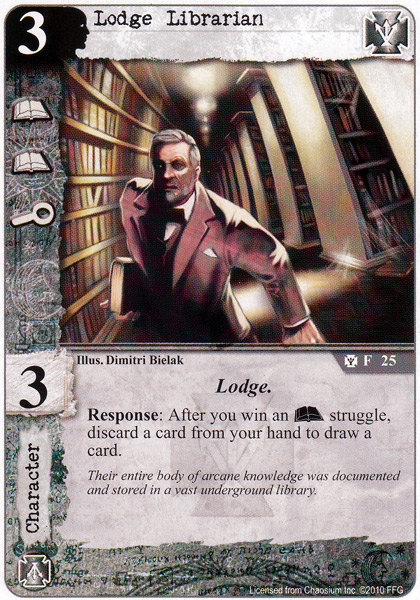 3
Lodge Librarian
Illus. Dimitri Bielak
F 25
3
Lodge.
Response: After you win an struggle,
discard a card from your hand to draw a
card.
Their entire body of arcane knowledge was documented
and stored in a vast underground library.
Character
Licensed from Chaosium Inc. ©2010 FFG